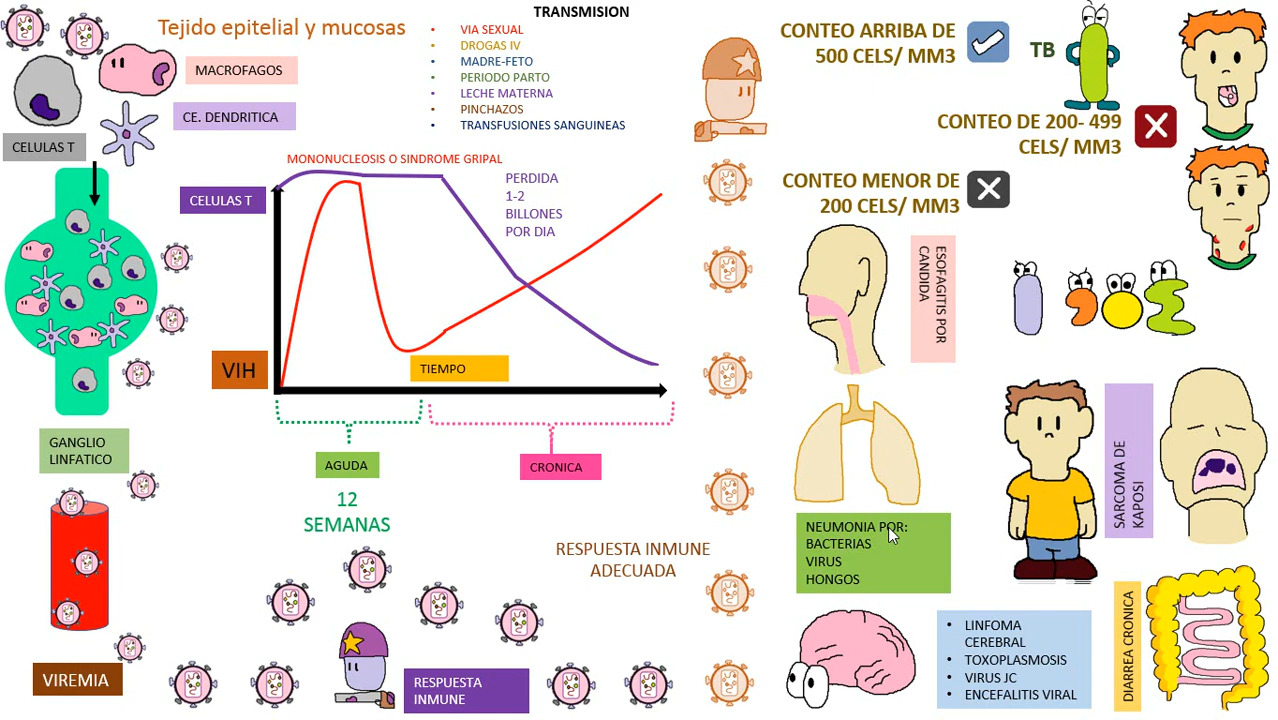 Tejido epitelial y mucosas
MACROFAGOS
CE. DENDRITICA
CELULAS T
TRANSMISION
• VIA SEXUAL
• DROGAS IV
• MADRE-FETO
• PERIODO PARTO
• LECHE MATERNA
• PINCHAZOS
• TRANSFUSIONES SANGUINEAS
MONONUCLEOSIS O SINDROME GRIPAL
CELULAS T
PERDIDA
1-2
BILLONES
POR DIA
VIH
TIEMPO
AGUDA
CRONICA
12
SEMANAS
GANGLIO
LINFATICO
VIREMIA
RESPUESTA INMUNE
ADECUADA
RESPUESTA
INMUNE
CONTEO ARRIBA DE
500 CELS/ MM3
TB
CONTEO DE 200- 499
CELS/ MM3
CONTEO MENOR DE
200 CELS/ MM3
ESOFAGITIS POR
CANDIDA
NEUMONIA POR:
BACTERIAS
VIRUS
HONGOS
SARCOMA DE
KAPOSI
• LINFOMA
CEREBRAL
• TOXOPLASMOSIS
• VIRUS JC
• ENCEFALITIS VIRAL
DIARREA CRONICA